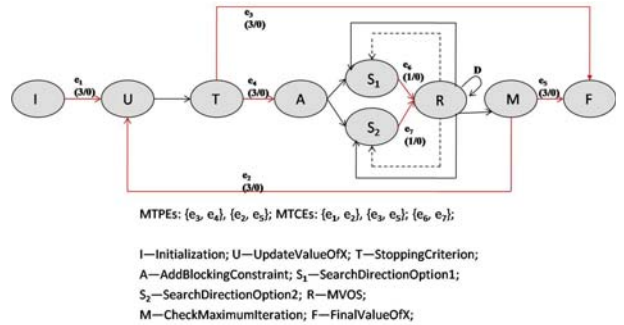 e₃
(3/0)
e₁
(3/0)
e₄
(3/0)
e₆
(1/0)
D
e₅
(3/0)
I
U
T
A
S₁
S₂
R
M
F
e₇
(1/0)
e₂
(3/0)
MTPEs: {e₃, e₄}, {e₂, e₅}; MTCEs: {e₁, e₂}, {e₃, e₅}; {e₆, e₇};
I—Initialization; U—UpdateValueOfX; T—StoppingCriterion;
A—AddBlockingConstraint; S₁—SearchDirectionOption1;
S₂—SearchDirectionOption2; R—MVOS;
M—CheckMaximumIteration; F—FinalValueOfX;